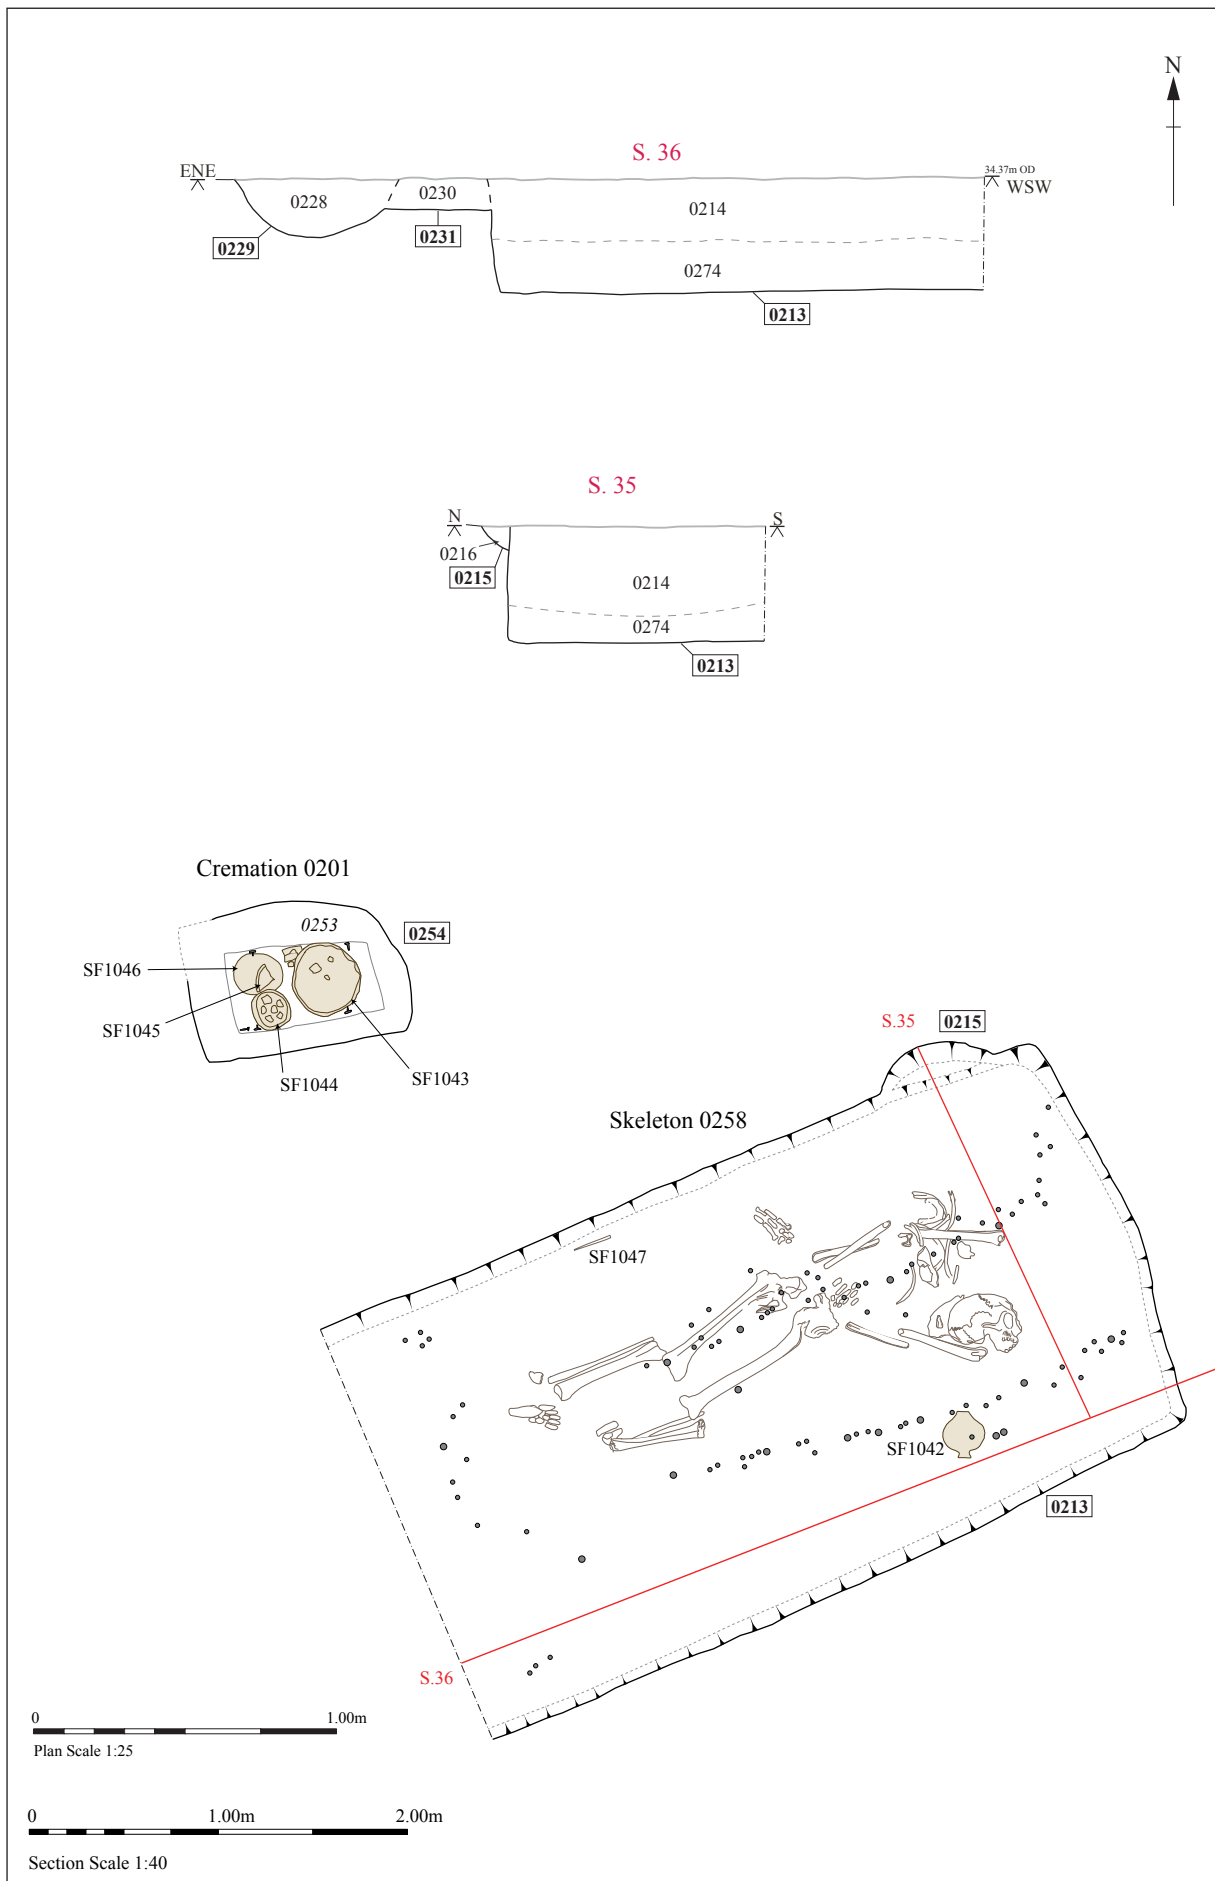 N
S. 36
ENE
34.37m OD
WSW
0228
0230
0214
0229
0231
0274
0213
S. 35
N
S
0216
0215
0214
0274
0213
Cremation 0201
0253
0254
SF1046
SF1045
SF1044
SF1043
S.35
0215
Skeleton 0258
SF1047
SF1042
0213
S.36
0 1.00m
Plan Scale 1:25
0 1.00m 2.00m
Section Scale 1:40